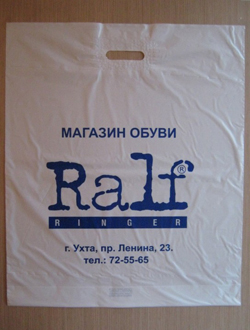 МАГАЗИН ОБУВИ
Ralf®
RINGER
г. Ухта, пр. Ленина, 23.
тел.: 72-55-65